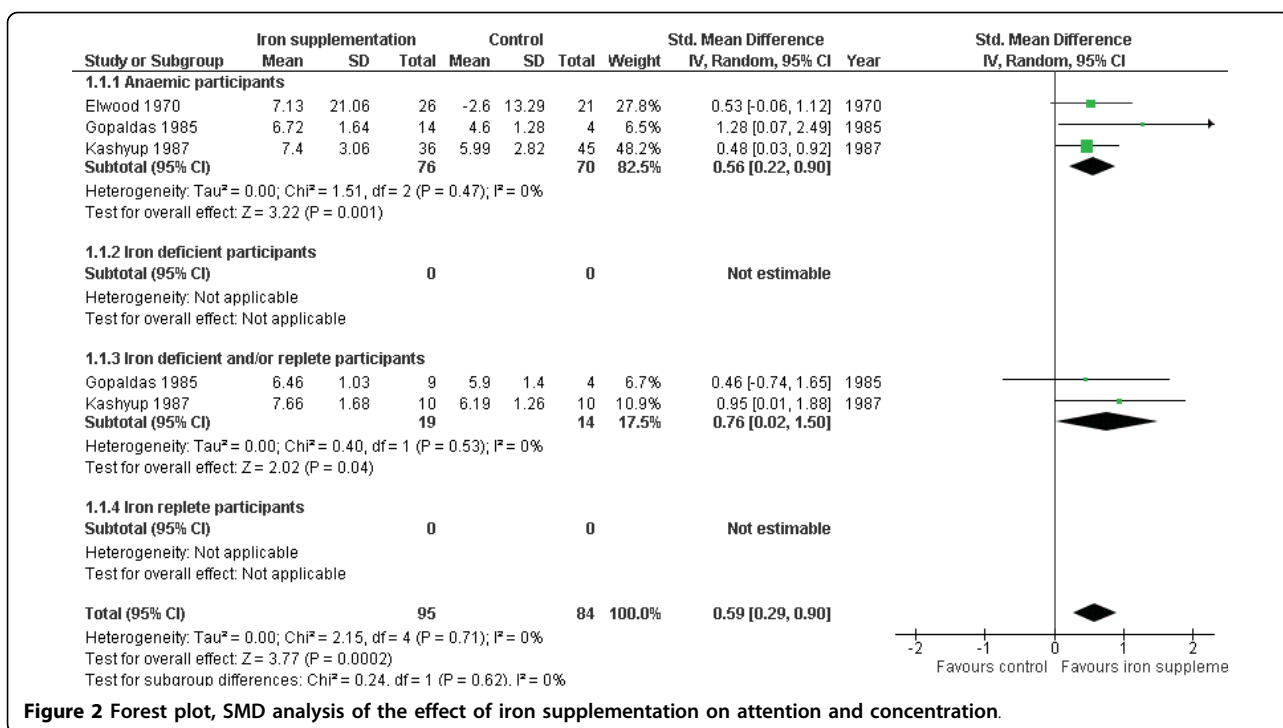 Iron supplementation Control Std. Mean Difference Std. Mean Difference
Study or Subgroup Mean SD Total Mean SD Total Weight IV, Random, 95% CI Year IV, Random, 95% CI
1.1.1 Anaemic participants
Elwood 1970 7.13 21.06 26 -2.6 13.29 21 27.8% 0.53 [-0.06, 1.12] 1970
Gopaldas 1985 6.72 1.64 14 4.6 1.28 4 6.5% 1.28 [0.07, 2.49] 1985
Kashyup 1987 7.4 3.06 36 5.99 2.82 45 48.2% 0.48 [0.03, 0.92] 1987
Subtotal (95% CI) 76 70 82.5% 0.56 [0.22, 0.90]
Heterogeneity: Tau² = 0.00; Chi² = 1.51, df = 2 (P = 0.47); I² = 0%
Test for overall effect: Z = 3.22 (P = 0.001)
1.1.2 Iron deficient participants
Subtotal (95% CI) 0 0 Not estimable
Heterogeneity: Not applicable
Test for overall effect: Not applicable
1.1.3 Iron deficient and/or replete participants
Gopaldas 1985 6.46 1.03 9 5.9 1.4 4 6.7% 0.46 [-0.74, 1.65] 1985
Kashyup 1987 7.66 1.68 10 6.19 1.26 10 10.9% 0.95 [0.01, 1.88] 1987
Subtotal (95% CI) 19 14 17.5% 0.76 [0.02, 1.50]
Heterogeneity: Tau² = 0.00; Chi² = 0.40, df = 1 (P = 0.53); I² = 0%
Test for overall effect: Z = 2.02 (P = 0.04)
1.1.4 Iron replete participants
Subtotal (95% CI) 0 0 Not estimable
Heterogeneity: Not applicable
Test for overall effect: Not applicable
Total (95% CI) 95 84 100.0% 0.59 [0.29, 0.90]
Heterogeneity: Tau² = 0.00; Chi² = 2.15, df = 4 (P = 0.71); I² = 0%
Test for overall effect: Z = 3.77 (P = 0.0002)
Test for subgroup differences: Chi² = 0.24, df = 1 (P = 0.62), I² = 0%
-2 -1 0 1 2
Favours control Favours iron suppleme
Figure 2 Forest plot, SMD analysis of the effect of iron supplementation on attention and concentration.